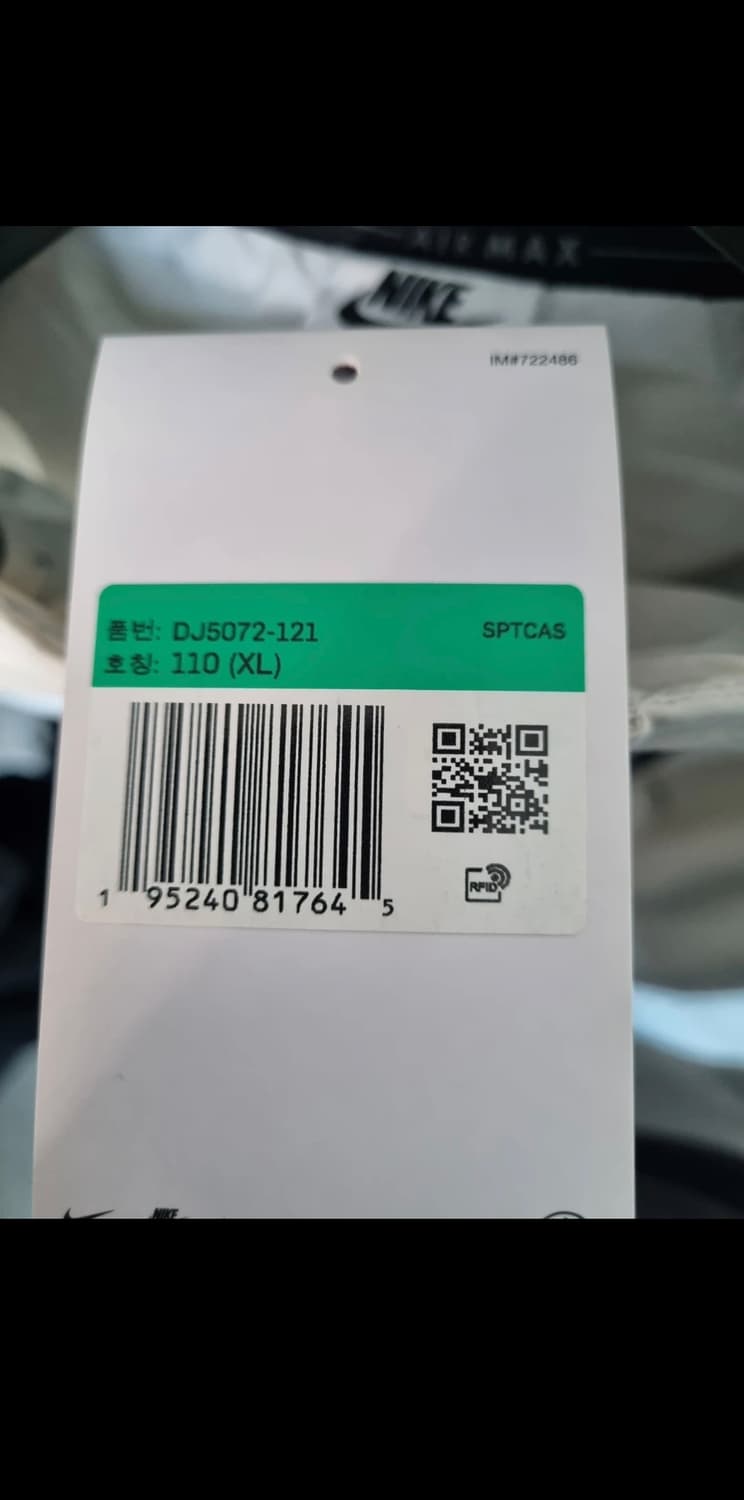 AIR MAX
NIKE
IM#722486
품번: DJ5072-121
SPTCAS
호칭: 110 (XL)
RFID
1 95240 81764 5
NIKE